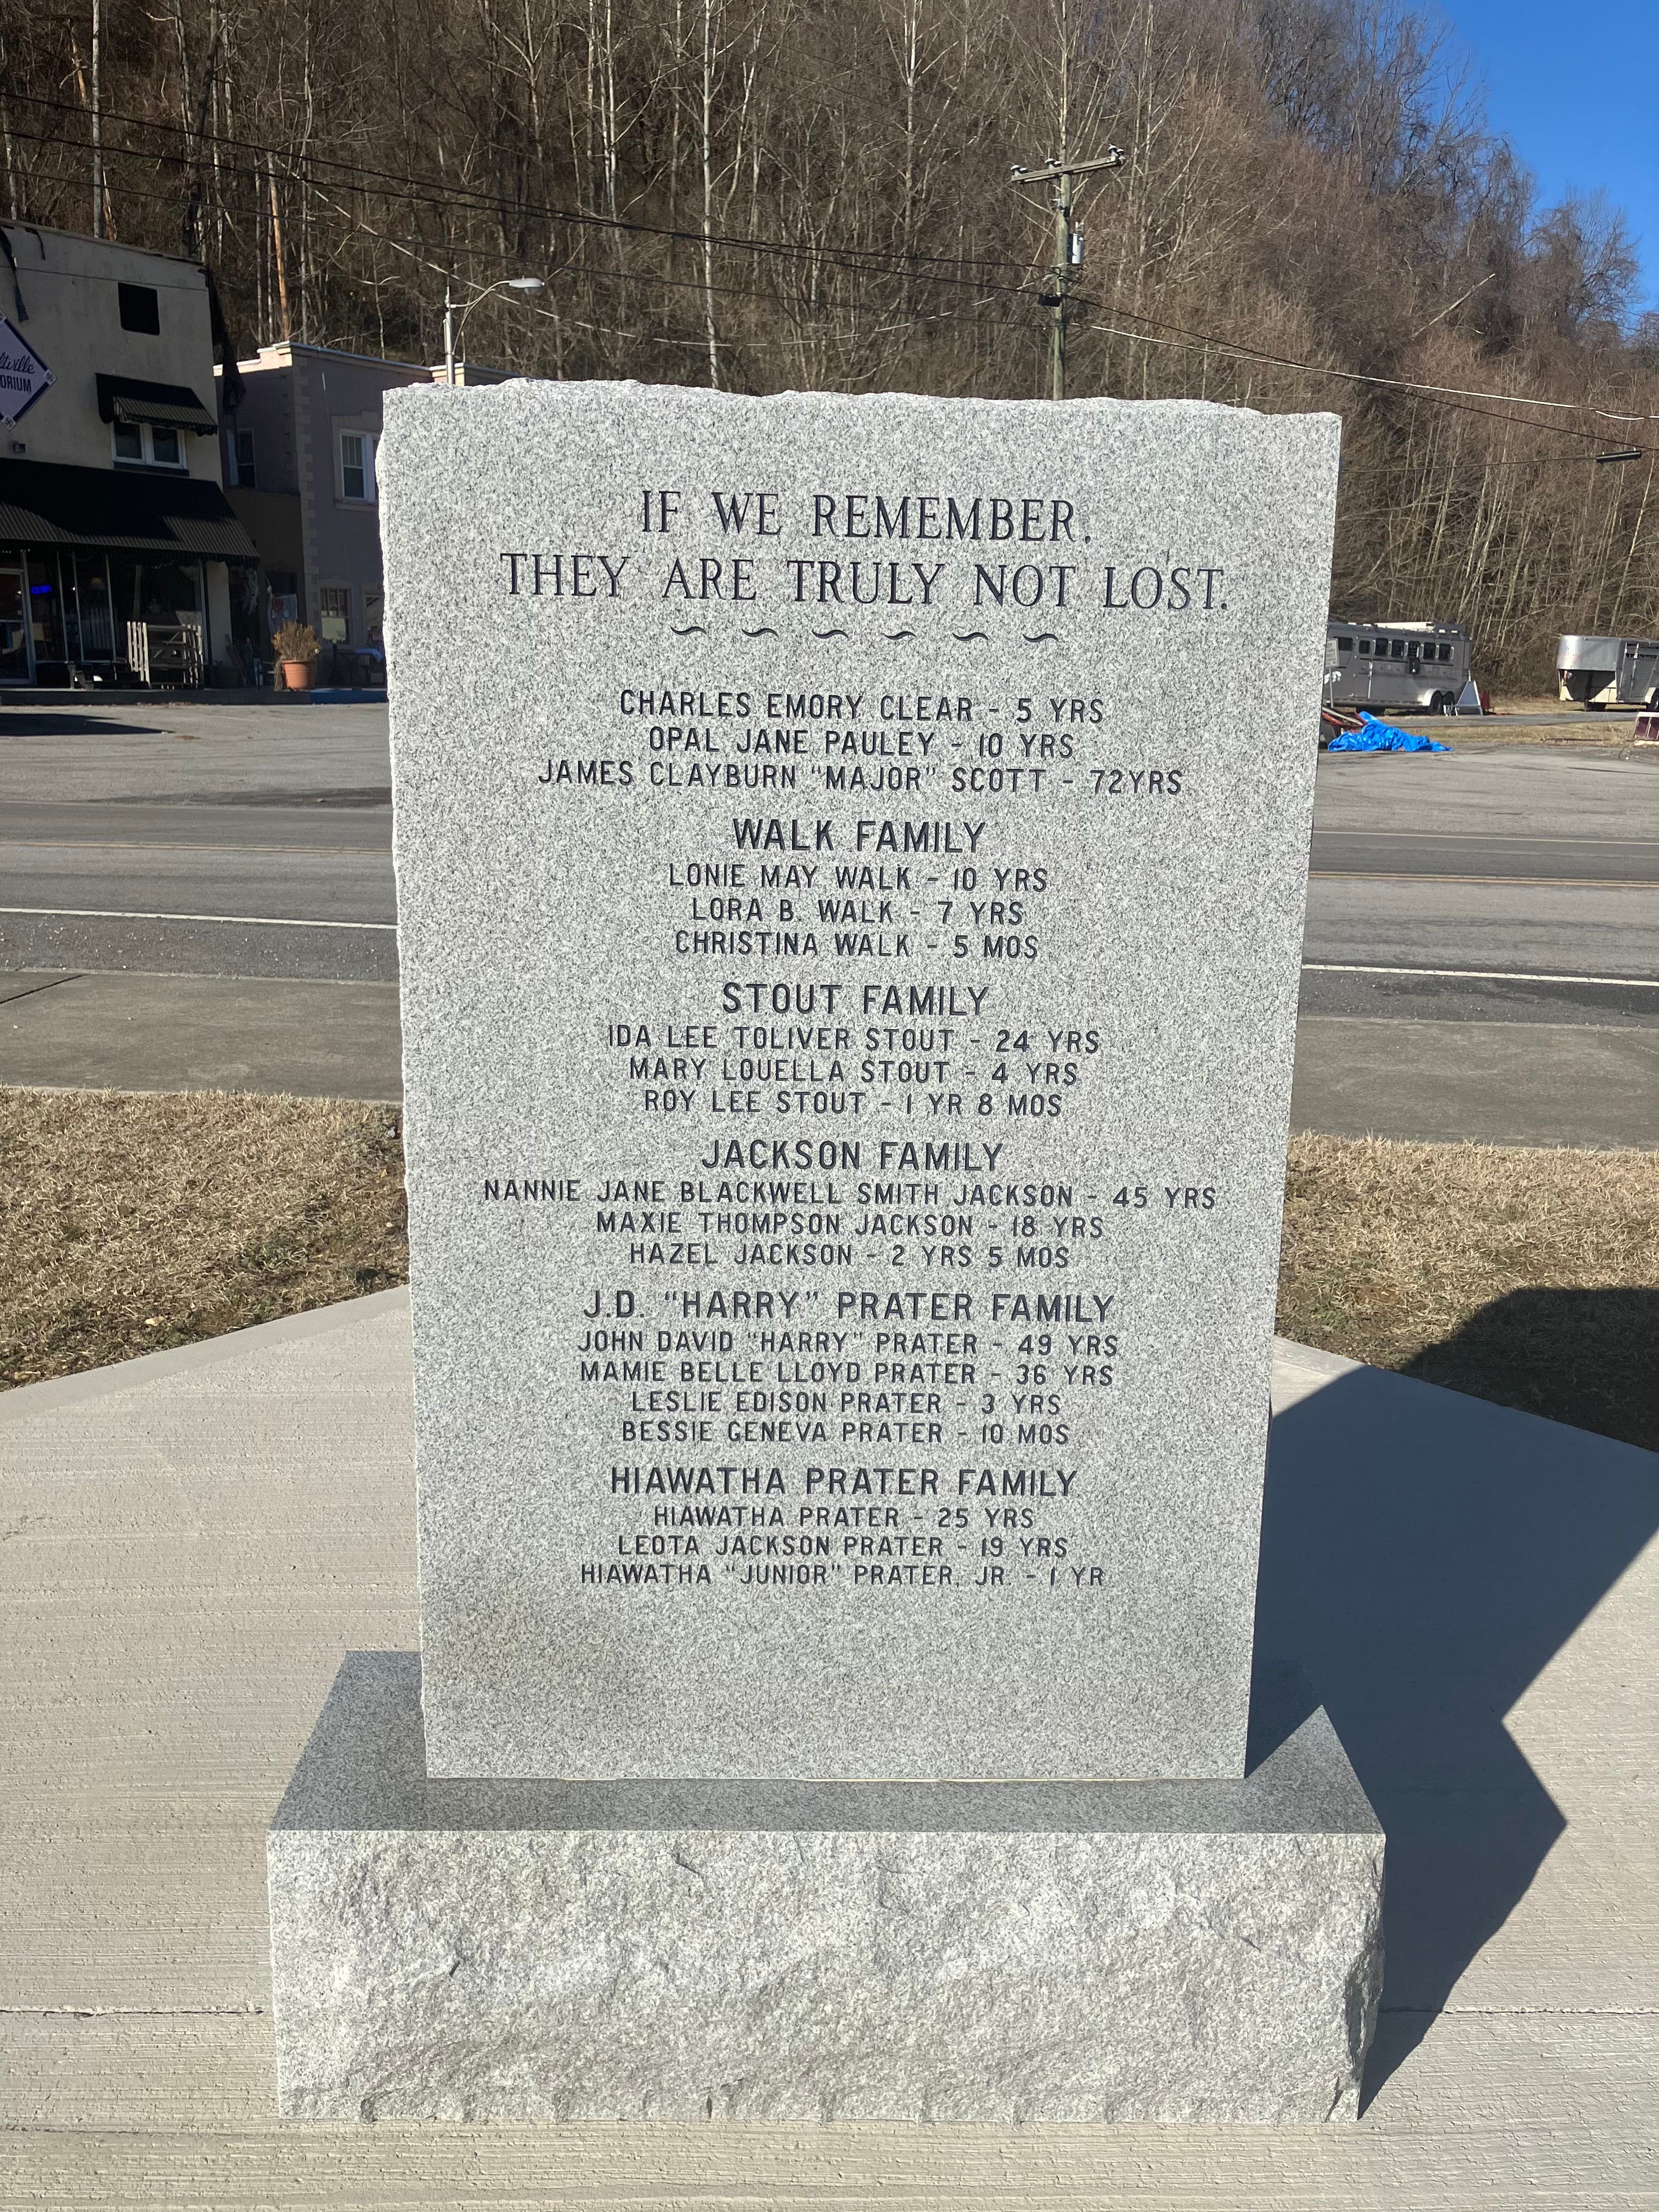 IF WE REMEMBER,
THEY ARE TRULY NOT LOST.
CHARLES EMORY CLEAR - 5 YRS
OPAL JANE PAULEY - 10 YRS
JAMES CLAYBURN "MAJOR" SCOTT - 72YRS
WALK FAMILY
LONIE MAY WALK - 10 YRS
LORA B. WALK - 7 YRS
CHRISTINA WALK - 5 MOS
STOUT FAMILY
IDA LEE TOLIVER STOUT - 24 YRS
MARY LOUELLA STOUT - 4 YRS
ROY LEE STOUT - 1 YR 8 MOS
JACKSON FAMILY
NANNIE JANE BLACKWELL SMITH JACKSON - 45 YRS
MAXIE THOMPSON JACKSON - 18 YRS
HAZEL JACKSON - 2 YRS 5 MOS
J.D. "HARRY" PRATER FAMILY
JOHN DAVID "HARRY" PRATER - 49 YRS
MAMIE BELLE LLOYD PRATER - 36 YRS
LESLIE EDISON PRATER - 3 YRS
BESSIE GENEVA PRATER - 10 MOS
HIAWATHA PRATER FAMILY
HIAWATHA PRATER - 25 YRS
LEOTA JACKSON PRATER - 19 YRS
HIAWATHA "JUNIOR" PRATER, JR. - 1 YR